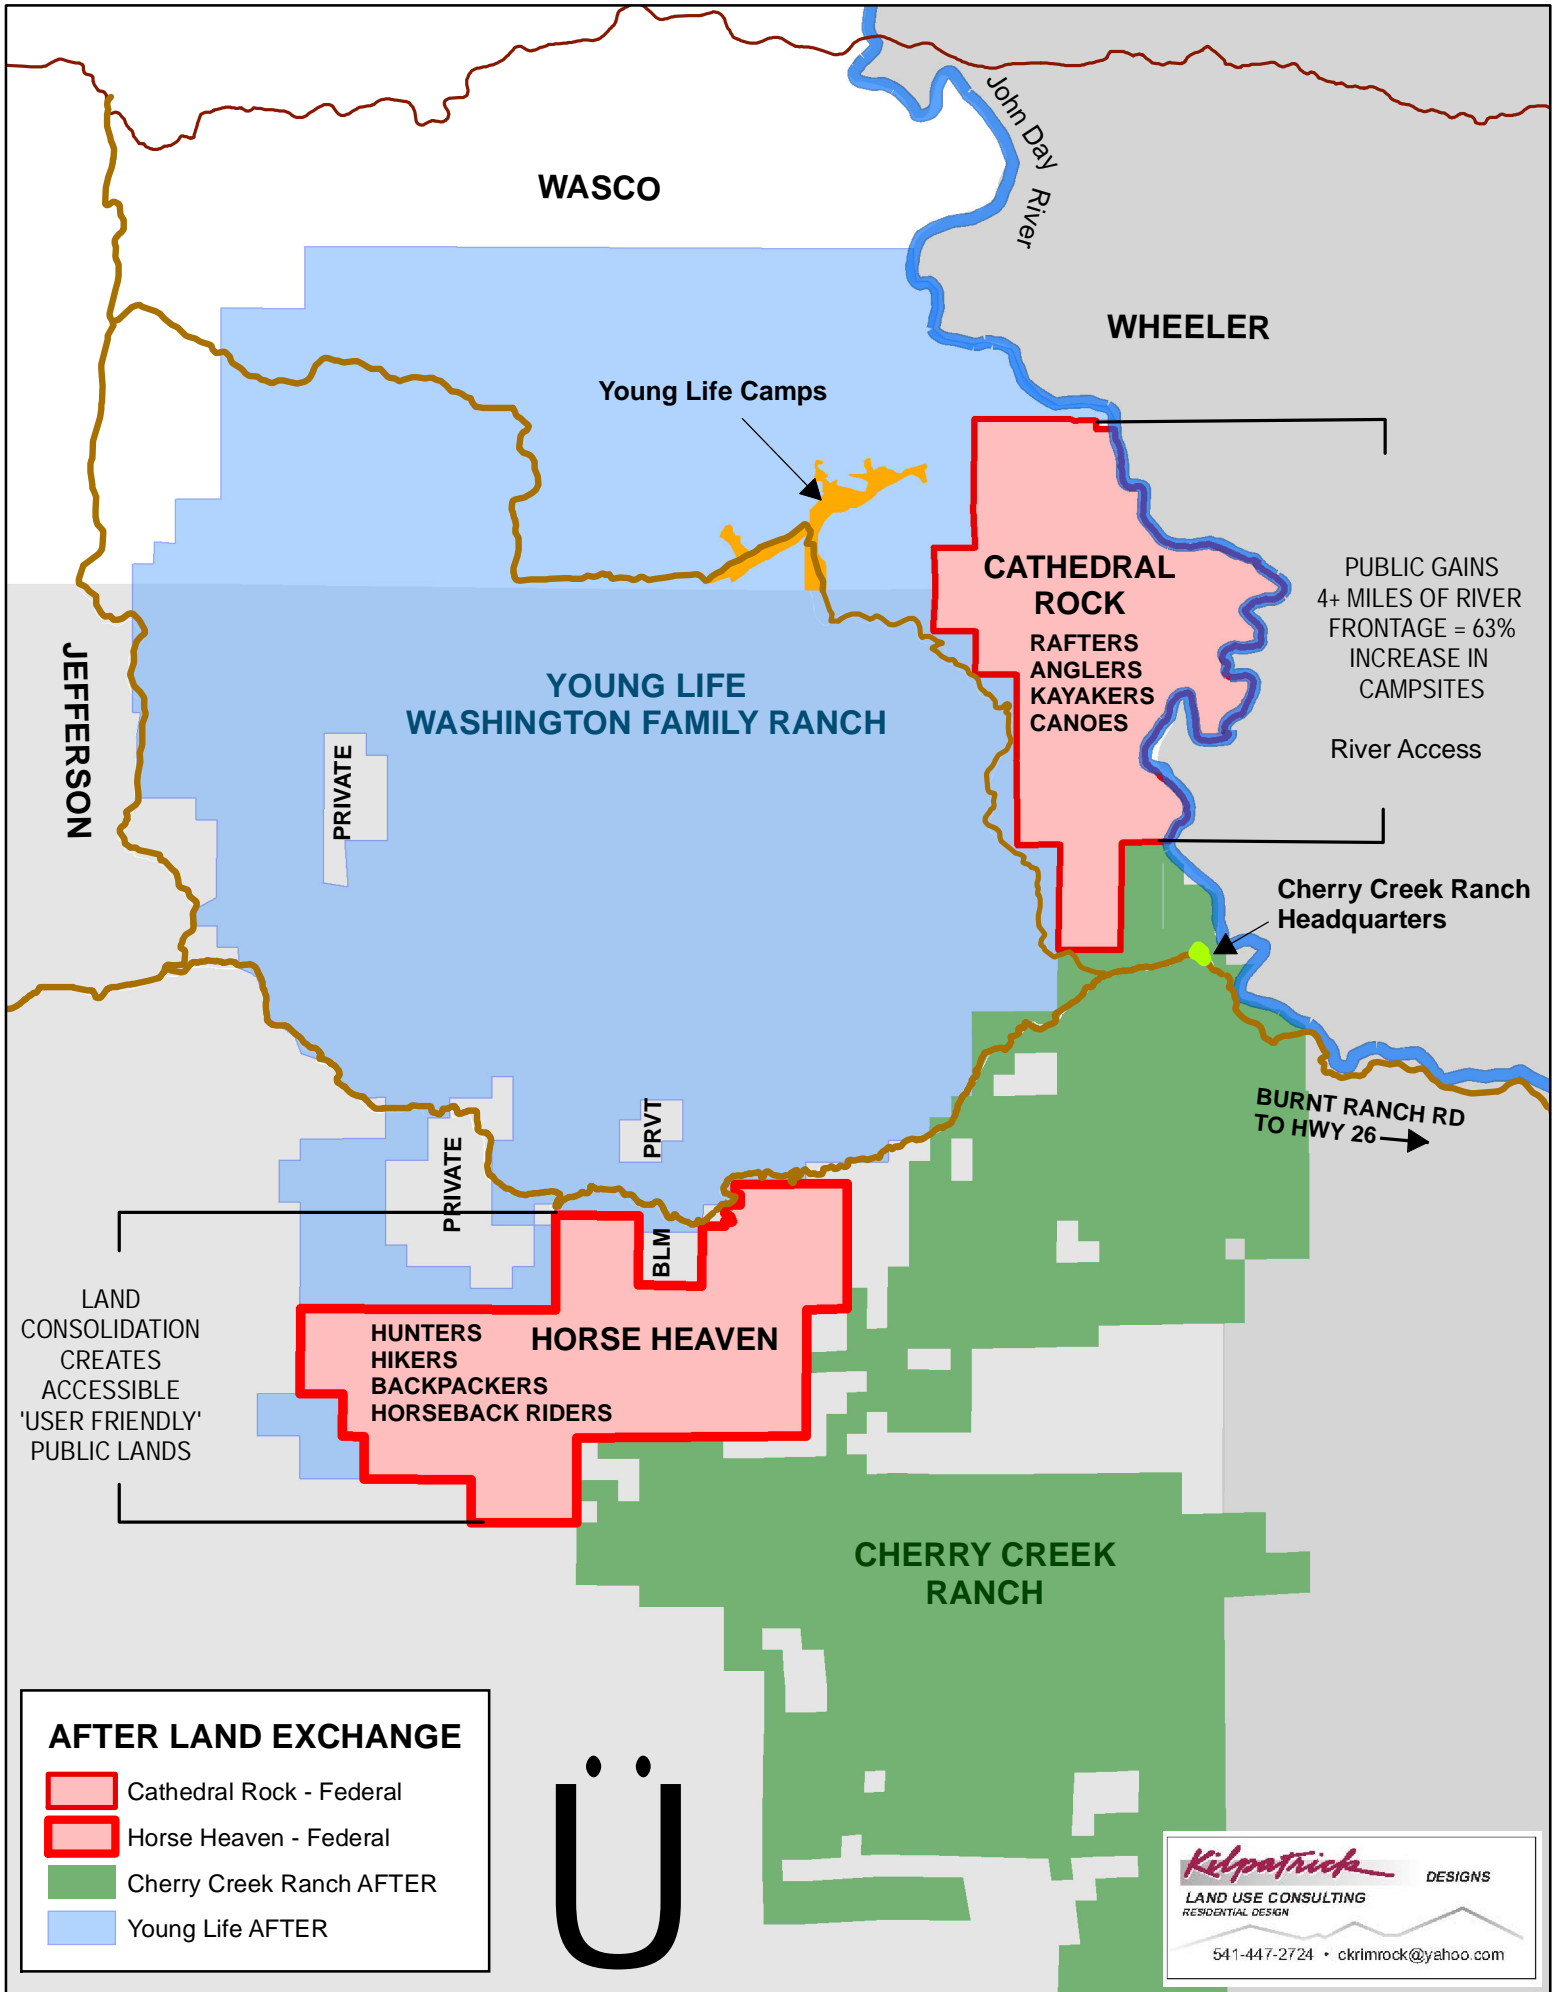 John Day
River
WASCO
WHEELER
Young Life Camps
CATHEDRAL
ROCK
RAFTERS
ANGLERS
KAYAKERS
CANOES
PUBLIC GAINS
4+ MILES OF RIVER
FRONTAGE = 63%
INCREASE IN
CAMPSITES
River Access
JEFFERSON
YOUNG LIFE
WASHINGTON FAMILY RANCH
PRIVATE
Cherry Creek Ranch
Headquarters
BURNT RANCH RD
TO HWY 26
PRVT
PRIVATE
BLM
LAND
CONSOLIDATION
CREATES
ACCESSIBLE
'USER FRIENDLY'
PUBLIC LANDS
HORSE HEAVEN
HUNTERS
HIKERS
BACKPACKERS
HORSEBACK RIDERS
CHERRY CREEK
RANCH
AFTER LAND EXCHANGE
Cathedral Rock - Federal
Horse Heaven - Federal
Cherry Creek Ranch AFTER
Young Life AFTER
Ü
Kilpatrick DESIGNS
LAND USE CONSULTING
RESIDENTIAL DESIGN
541-447-2724 • ckrimrock@yahoo.com